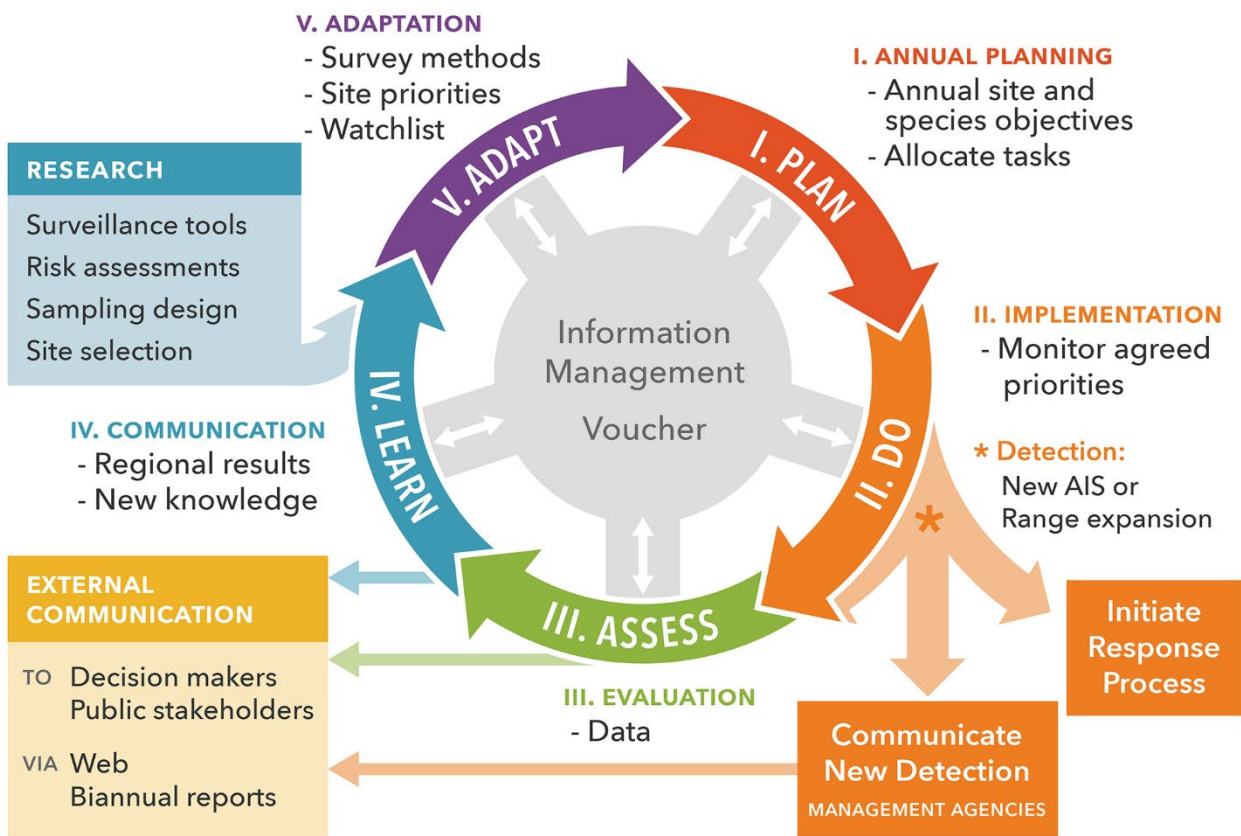 V. ADAPTATION
- Survey methods
- Site priorities
- Watchlist
I. ANNUAL PLANNING
- Annual site and
species objectives
- Allocate tasks
RESEARCH
Surveillance tools
Risk assessments
Sampling design
Site selection
V. ADAPT
I. PLAN
Information
Management
Voucher
II. IMPLEMENTATION
- Monitor agreed
priorities
* Detection:
New AIS or
Range expansion
*
II. DO
IV. COMMUNICATION
- Regional results
- New knowledge
IV. LEARN
III. ASSESS
III. EVALUATION
- Data
EXTERNAL
COMMUNICATION
TO Decision makers
Public stakeholders
VIA Web
Biannual reports
Initiate
Response
Process
Communicate
New Detection
MANAGEMENT AGENCIES